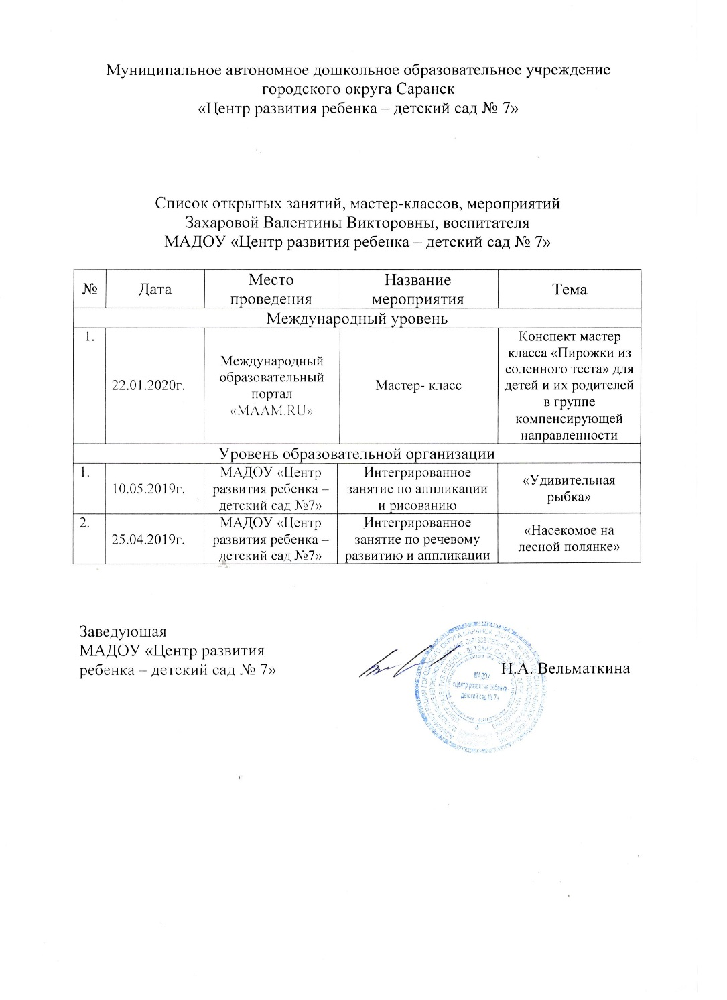 Муниципальное автономное дошкольное образовательное учреждение
городского округа Саранск
«Центр развития ребенка – детский сад № 7»
Список открытых занятий, мастер-классов, мероприятий
Захаровой Валентины Викторовны, воспитателя
МАДОУ «Центр развития ребенка – детский сад № 7»
№
Дата
Место
проведения
Название
мероприятия
Тема
Международный уровень
1.
22.01.2020г.
Международный
образовательный
портал
«MAAM.RU»
Мастер- класс
Конспект мастер
класса «Пирожки из
соленного теста» для
детей и их родителей
в группе
компенсирующей
направленности
Уровень образовательной организации
1.
10.05.2019г.
МАДОУ «Центр
развития ребенка –
детский сад №7»
Интегрированное
занятие по аппликации
и рисованию
«Удивительная
рыбка»
2.
25.04.2019г.
МАДОУ «Центр
развития ребенка –
детский сад №7»
Интегрированное
занятие по речевому
развитию и аппликации
«Насекомое на
лесной полянке»
Заведующая
МАДОУ «Центр развития
ребенка – детский сад № 7»
Н.А. Вельматкина
МАДОУ
«Центр развития ребенка -
детский сад № 7»